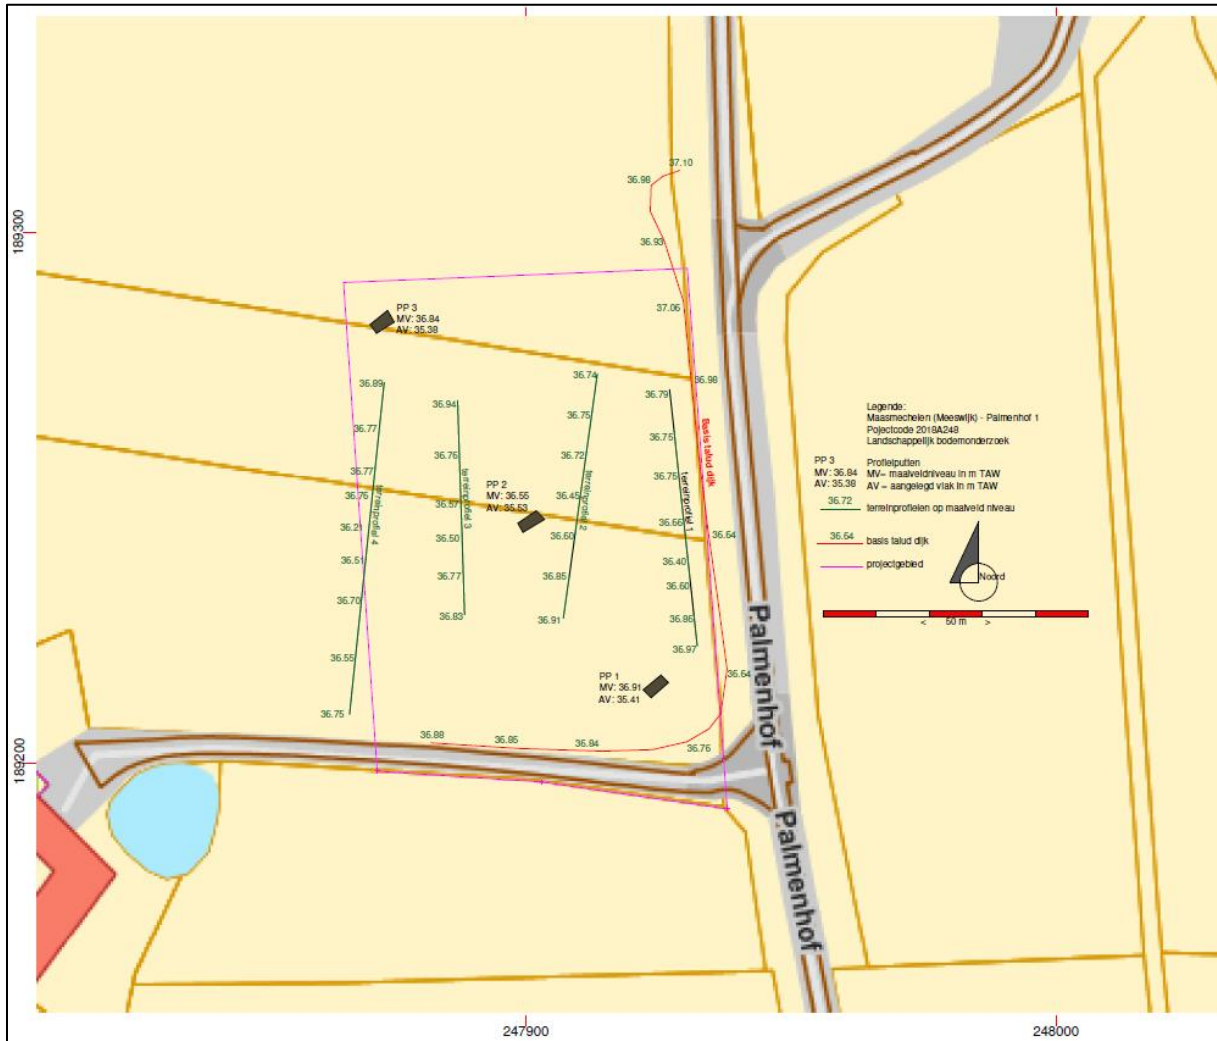 37.10
36.98
36.93
189300
37.06
PP 3
MV: 36.84
AV: 35.38
36.98
36.89
36.94
36.74
36.79
36.77
36.76
36.75
36.75
Basis talud dijk
36.77
36.76
36.21
36.51
36.70
36.55
36.75
terreinprofiel 4
36.57
36.50
36.77
36.83
terreinprofiel 3
PP 2
MV: 36.55
AV: 35.53
36.72
36.45
36.60
36.85
36.91
terreinprofiel 2
36.75
36.66
36.40
36.60
36.86
36.97
terreinprofiel 1
36.64
36.64
PP 1
MV: 36.91
AV: 35.41
36.88
36.85
36.84
36.76
189200
Palmenhof
Palmenhof
Legende:
Maasmechelen (Meeswijk) - Palmenhof 1
Pojectcode 2018A248
Landschappelijk bodemonderzoek
PP 3
MV: 36.84
AV: 35.38
Profielputten
MV= maaiveldniveau in m TAW
AV = aangelegd vlak in m TAW
36.72
terreinprofielen op maaiveld niveau
36.64
basis talud dijk
projectgebied
Noord
< 50 m >
247900
248000